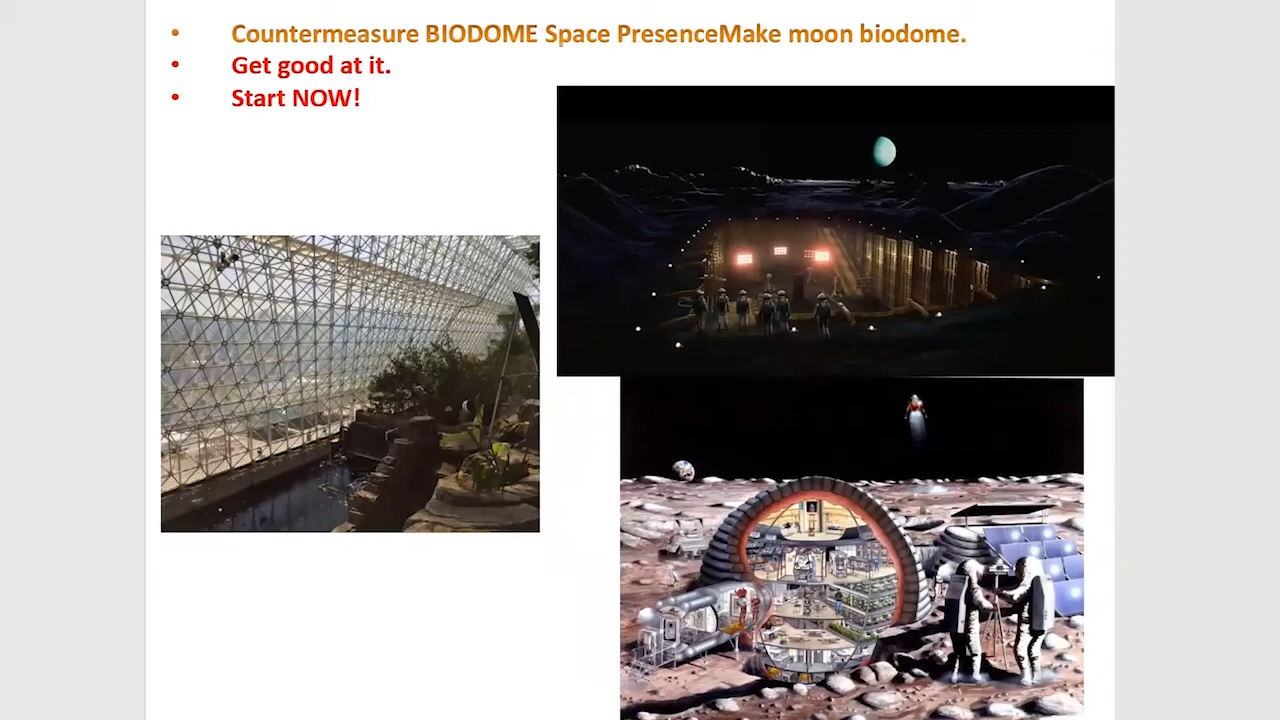 • Countermeasure BIODOME Space PresenceMake moon biodome.
• Get good at it.
• Start NOW!